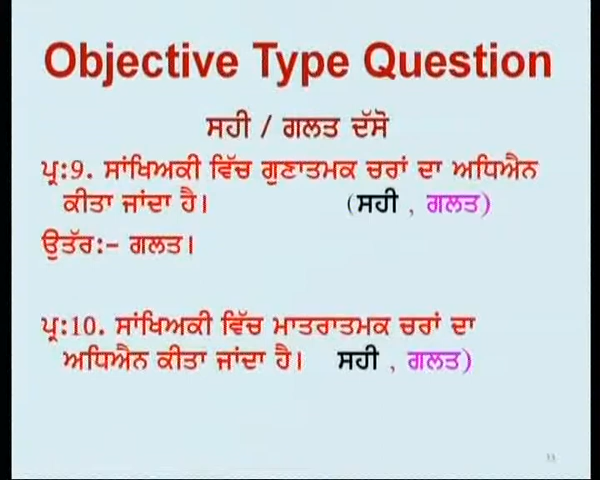 Objective Type Question
ਸਹੀ / ਗਲਤ ਦੱਸੋ
ਪ੍ਰ:9. ਸਾਂਖਿਅਕੀ ਵਿੱਚ ਗੁਣਾਤਮਕ ਚਰਾਂ ਦਾ ਅਧਿਐਨ
ਕੀਤਾ ਜਾਂਦਾ ਹੈ। (ਸਹੀ , ਗਲਤ)
ਉਤੱਰ:- ਗਲਤ।
ਪ੍ਰ:10. ਸਾਂਖਿਅਕੀ ਵਿੱਚ ਮਾਤਰਾਤਮਕ ਚਰਾਂ ਦਾ
ਅਧਿਐਨ ਕੀਤਾ ਜਾਂਦਾ ਹੈ। ਸਹੀ , ਗਲਤ)